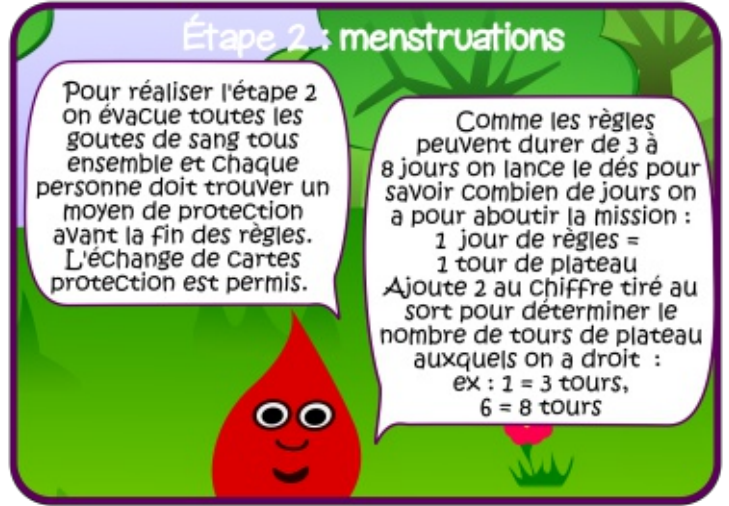 Étape 2 : menstruations
Pour réaliser l'étape 2
on évacue toutes les
goutes de sang tous
ensemble et chaque
personne doit trouver un
moyen de protection
avant la fin des règles.
L'échange de cartes
protection est permis.
Comme les règles
peuvent durer de 3 à
8 jours on lance le dés pour
savoir combien de jours on
a pour aboutir la mission :
1 jour de règles =
1 tour de plateau
Ajoute 2 au chiffre tiré au
sort pour déterminer le
nombre de tours de plateau
auxquels on a droit :
ex : 1 = 3 tours,
6 = 8 tours